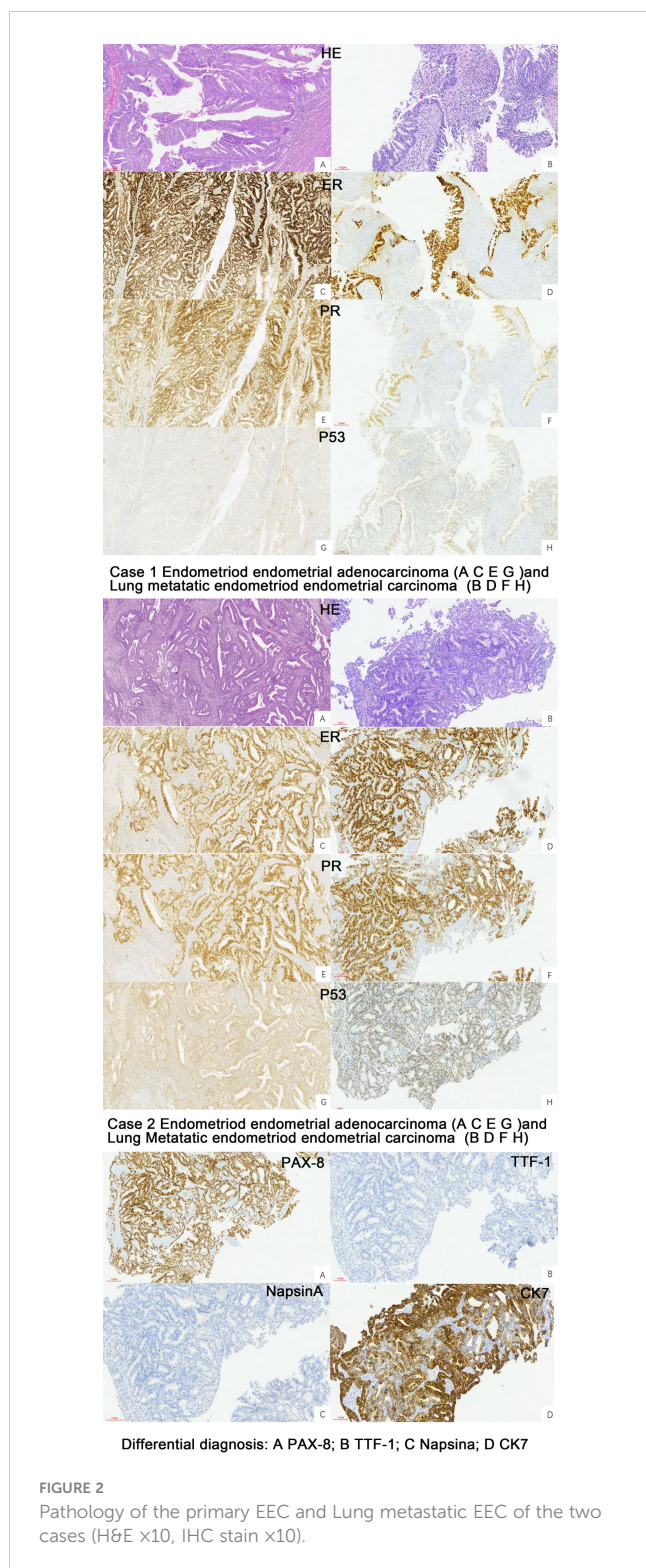 HE
A
B
ER
C
D
PR
E
F
P53
G
H
Case 1 Endometriod endometrial adenocarcinoma (A C E G )and
Lung metatatic endometriod endometrial carcinoma (B D F H)
HE
A
B
ER
C
D
PR
E
F
P53
G
H
Case 2 Endometriod endometrial adenocarcinoma (A C E G )and
Lung Metatatic endometriod endometrial carcinoma (B D F H)
PAX-8
TTF-1
A
B
NapsinA
CK7
C
D
Differential diagnosis: A PAX-8; B TTF-1; C Napsina; D CK7
FIGURE 2
Pathology of the primary EEC and Lung metastatic EEC of the two
cases (H&E ×10, IHC stain ×10).